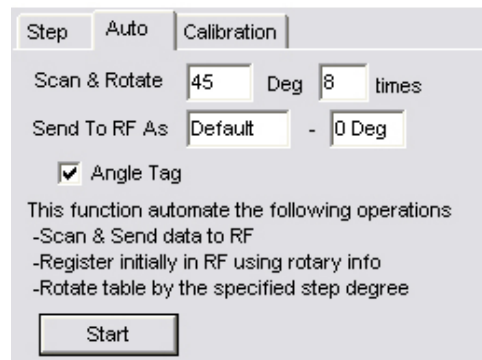 Step Auto Calibration
Scan & Rotate 45 Deg 8 times
Send To RF As Default - 0 Deg
Angle Tag
This function automate the following operations
-Scan & Send data to RF
-Register initially in RF using rotary info
-Rotate table by the specified step degree
Start